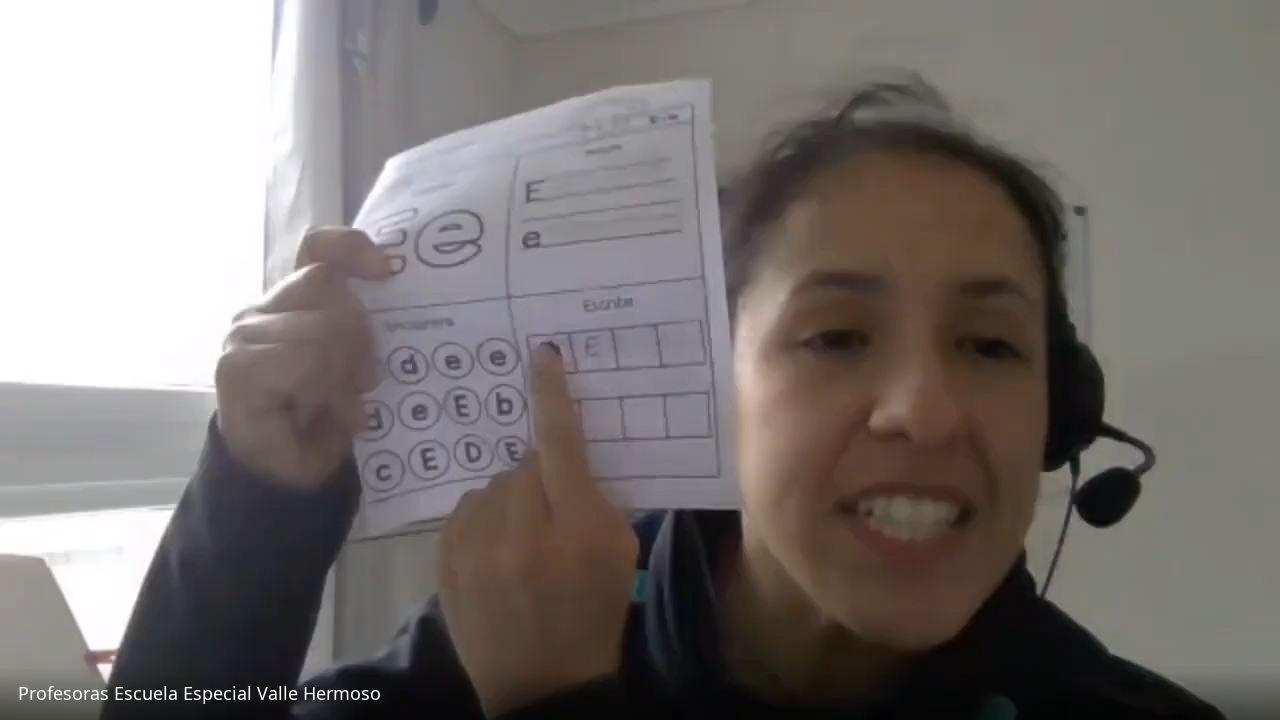 E
e
Ee
Escribe
Encuentra
d e e
E
d e E b
c E D E
Profesoras Escuela Especial Valle Hermoso